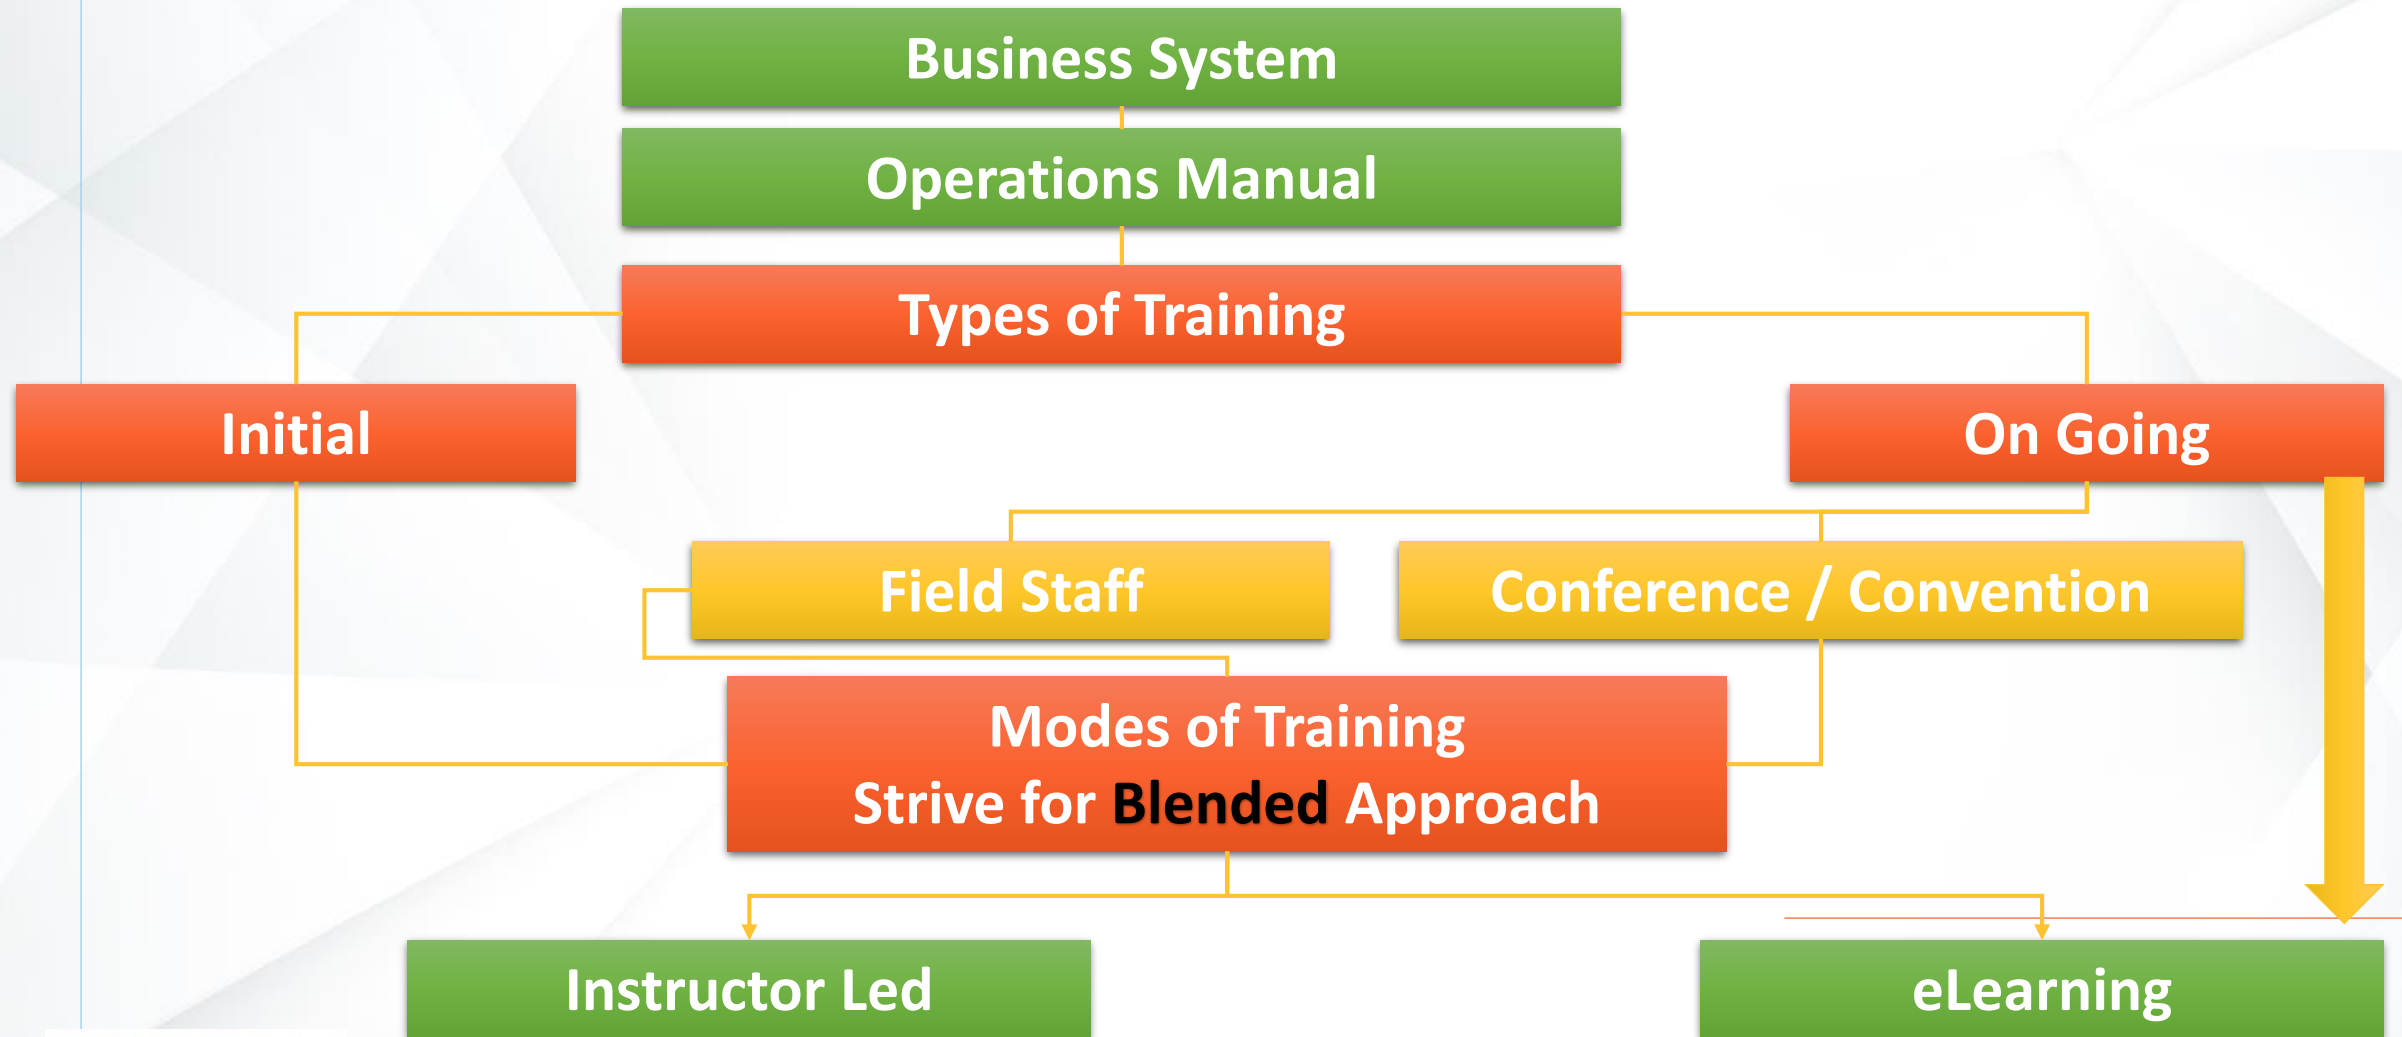 Business System
Operations Manual
Types of Training
Initial
On Going
Field Staff
Conference / Convention
Modes of Training
Strive for Blended Approach
Instructor Led
eLearning